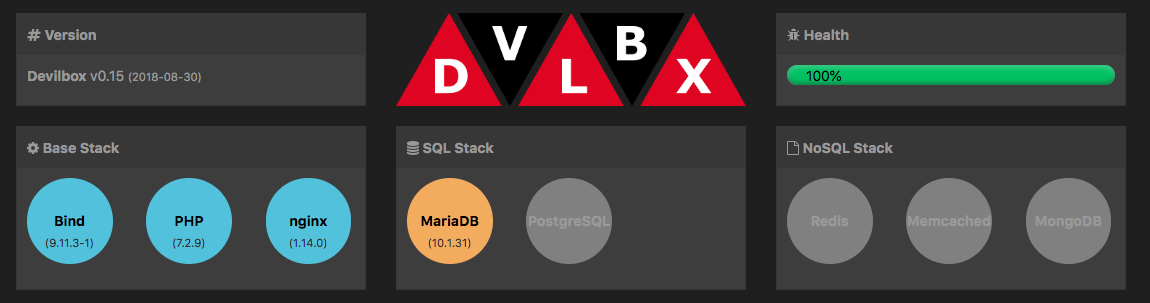 Version
Devilbox v0.15 (2018-08-30)
D V L B X
Health
100%
Base Stack
Bind
(9.11.3-1)
PHP
(7.2.9)
nginx
(1.14.0)
SQL Stack
MariaDB
(10.1.31)
PostgreSQL
NoSQL Stack
Redis
Memcached
MongoDB